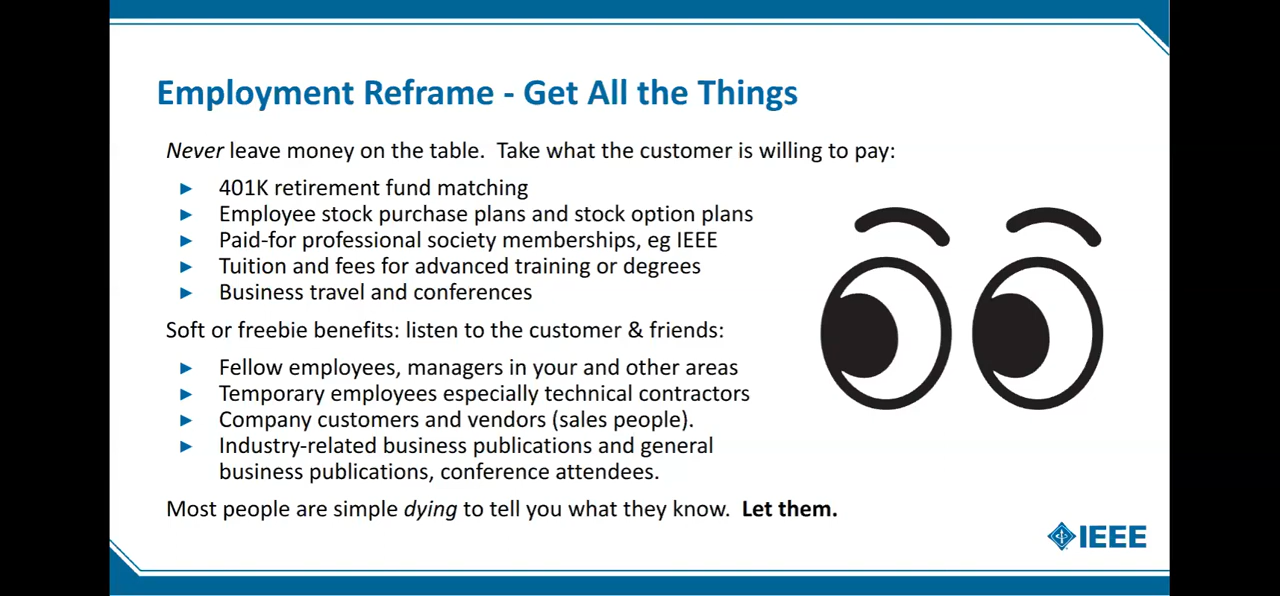 Employment Reframe - Get All the Things
Never leave money on the table.  Take what the customer is willing to pay:
401K retirement fund matching
Employee stock purchase plans and stock option plans
Paid-for professional society memberships, eg IEEE
Tuition and fees for advanced training or degrees
Business travel and conferences
Soft or freebie benefits: listen to the customer & friends:
Fellow employees, managers in your and other areas
Temporary employees especially technical contractors
Company customers and vendors (sales people).
Industry-related business publications and general
business publications, conference attendees.
Most people are simple dying to tell you what they know.  Let them.
IEEE